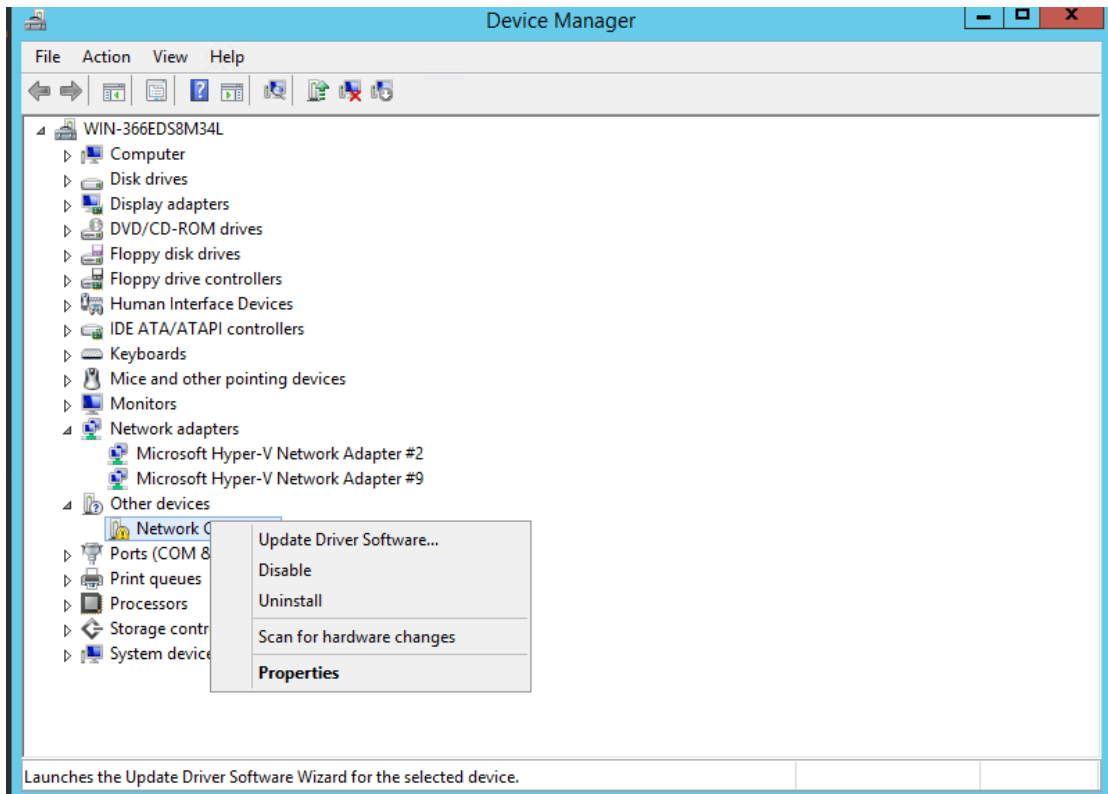 Device Manager
File Action View Help
WIN-366EDS8M34L
Computer
Disk drives
Display adapters
DVD/CD-ROM drives
Floppy disk drives
Floppy drive controllers
Human Interface Devices
IDE ATA/ATAPI controllers
Keyboards
Mice and other pointing devices
Monitors
Network adapters
Microsoft Hyper-V Network Adapter #2
Microsoft Hyper-V Network Adapter #9
Other devices
Network C
Ports (COM &
Print queues
Processors
Storage contr
System device
Update Driver Software...
Disable
Uninstall
Scan for hardware changes
Properties
Launches the Update Driver Software Wizard for the selected device.